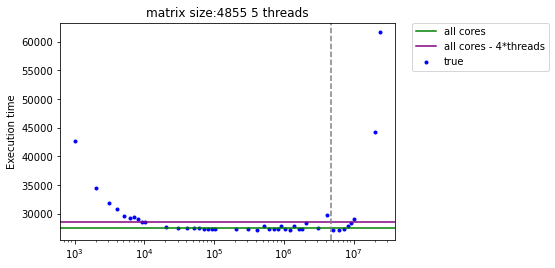 matrix size:4855 5 threads
all cores
all cores - 4*threads
true
Execution time
60000
55000
50000
45000
40000
35000
30000
10³
10⁴
10⁵
10⁶
10⁷